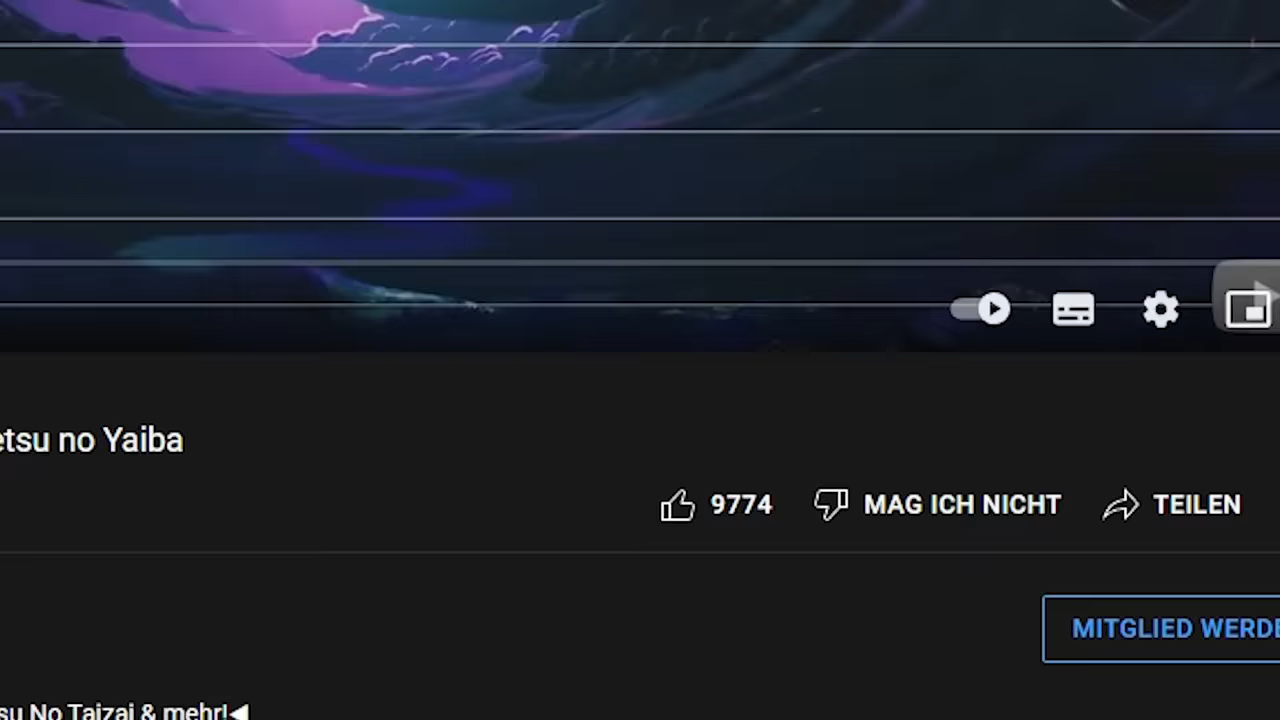 etsu no Yaiba
9774 MAG ICH NICHT TEILEN
MITGLIED WERDE
su No Taizai & mehr!◀